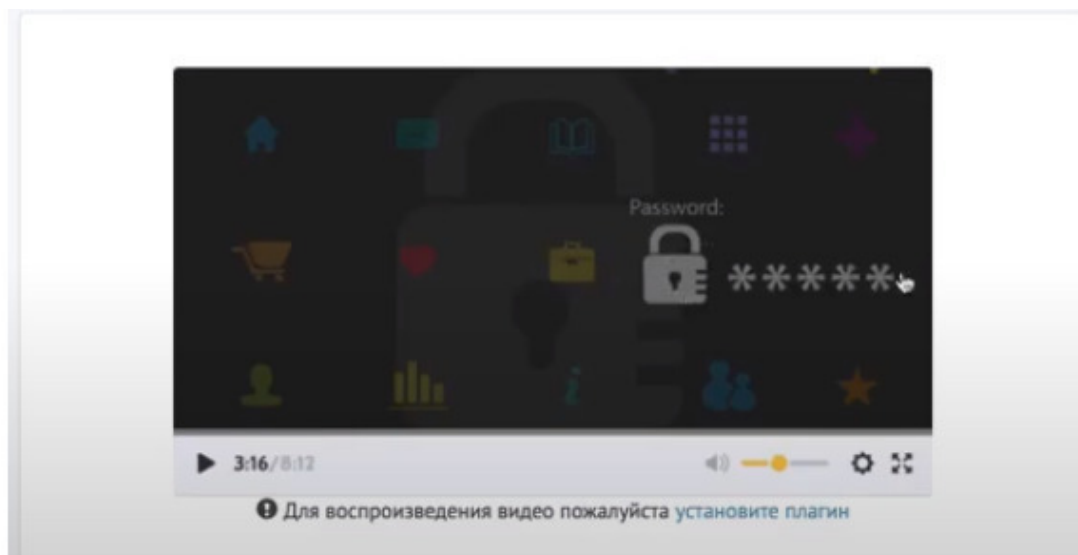 Password:
*****
3:16/8:12
Для воспроизведения видео пожалуйста установите плагин